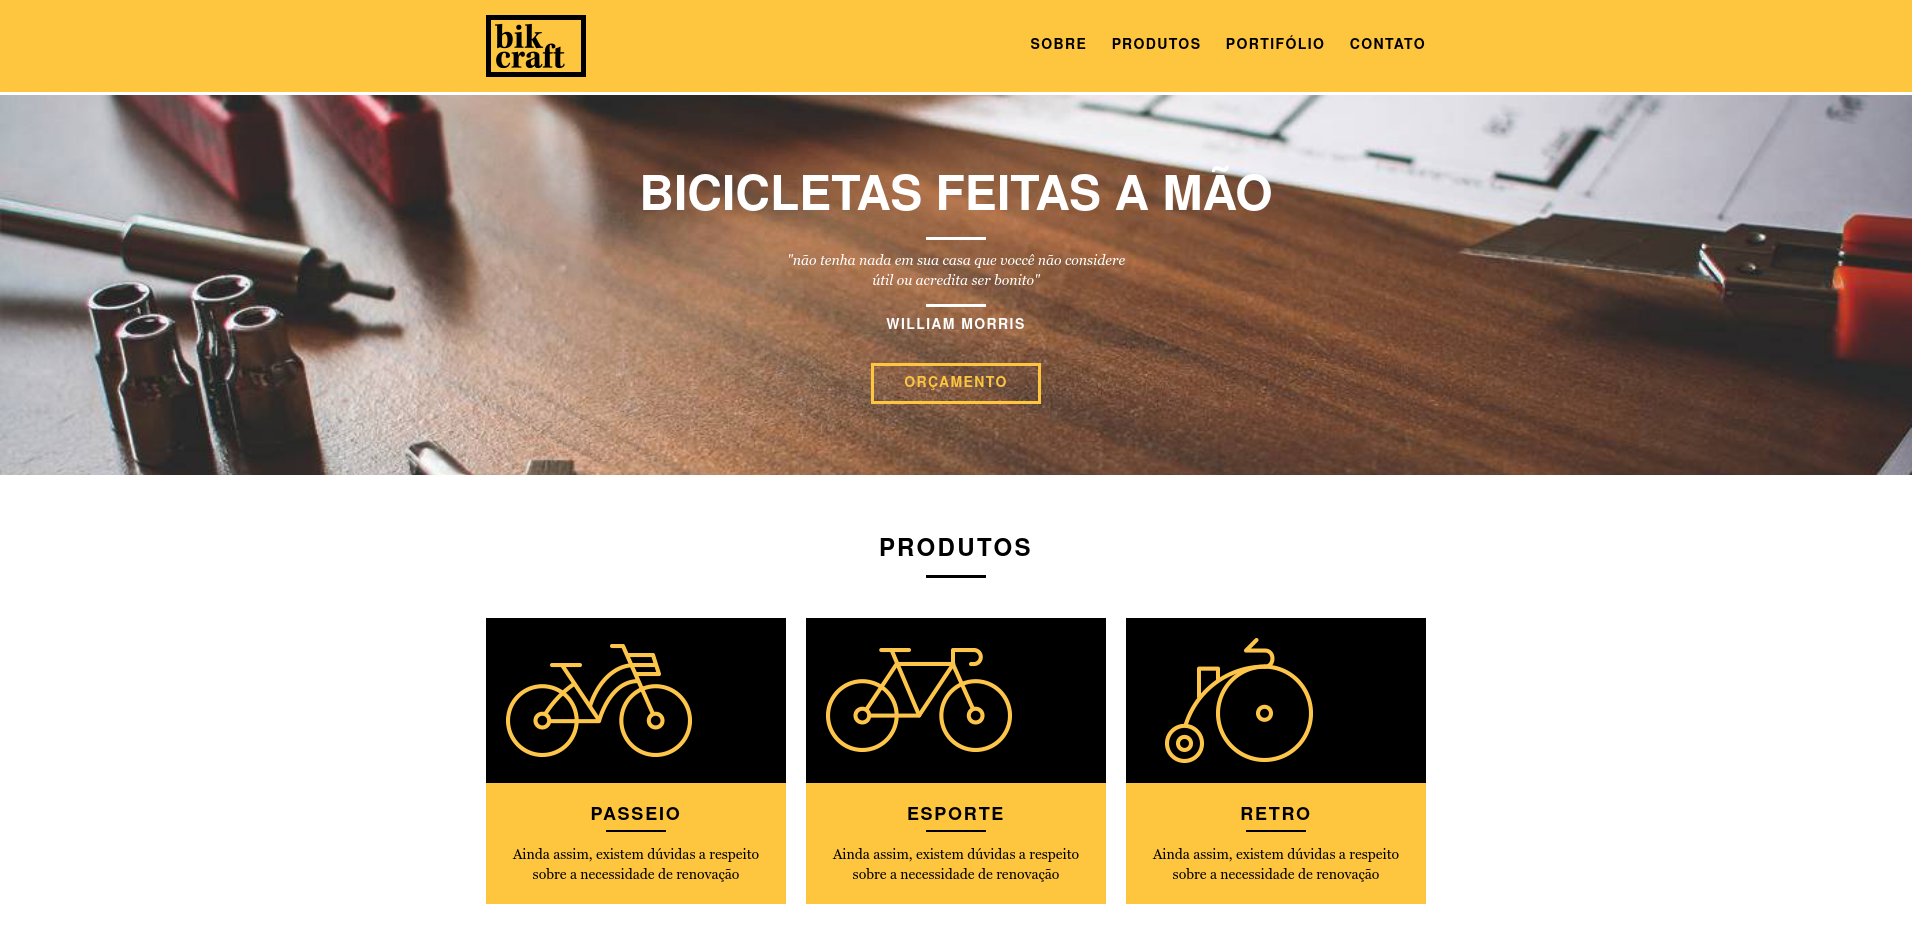 bik
craft
SOBRE PRODUTOS PORTIFÓLIO CONTATO
BICICLETAS FEITAS A MÃO
"não tenha nada em sua casa que voccê não considere
útil ou acredita ser bonito"
WILLIAM MORRIS
ORÇAMENTO
PRODUTOS
PASSEIO
Ainda assim, existem dúvidas a respeito
sobre a necessidade de renovação
ESPORTE
Ainda assim, existem dúvidas a respeito
sobre a necessidade de renovação
RETRO
Ainda assim, existem dúvidas a respeito
sobre a necessidade de renovação